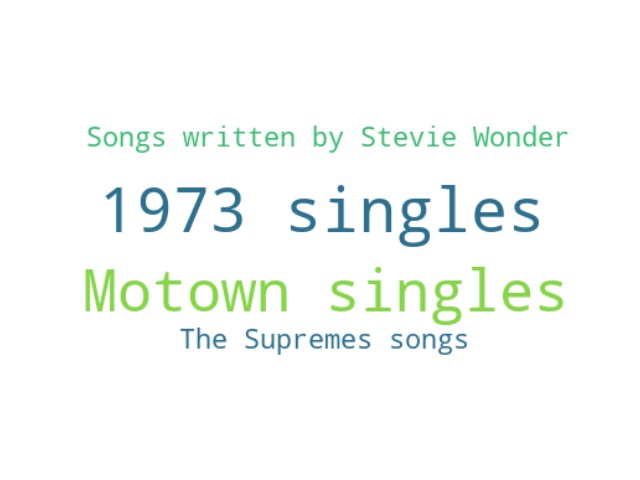 Songs written by Stevie Wonder
1973 singles
Motown singles
The Supremes songs